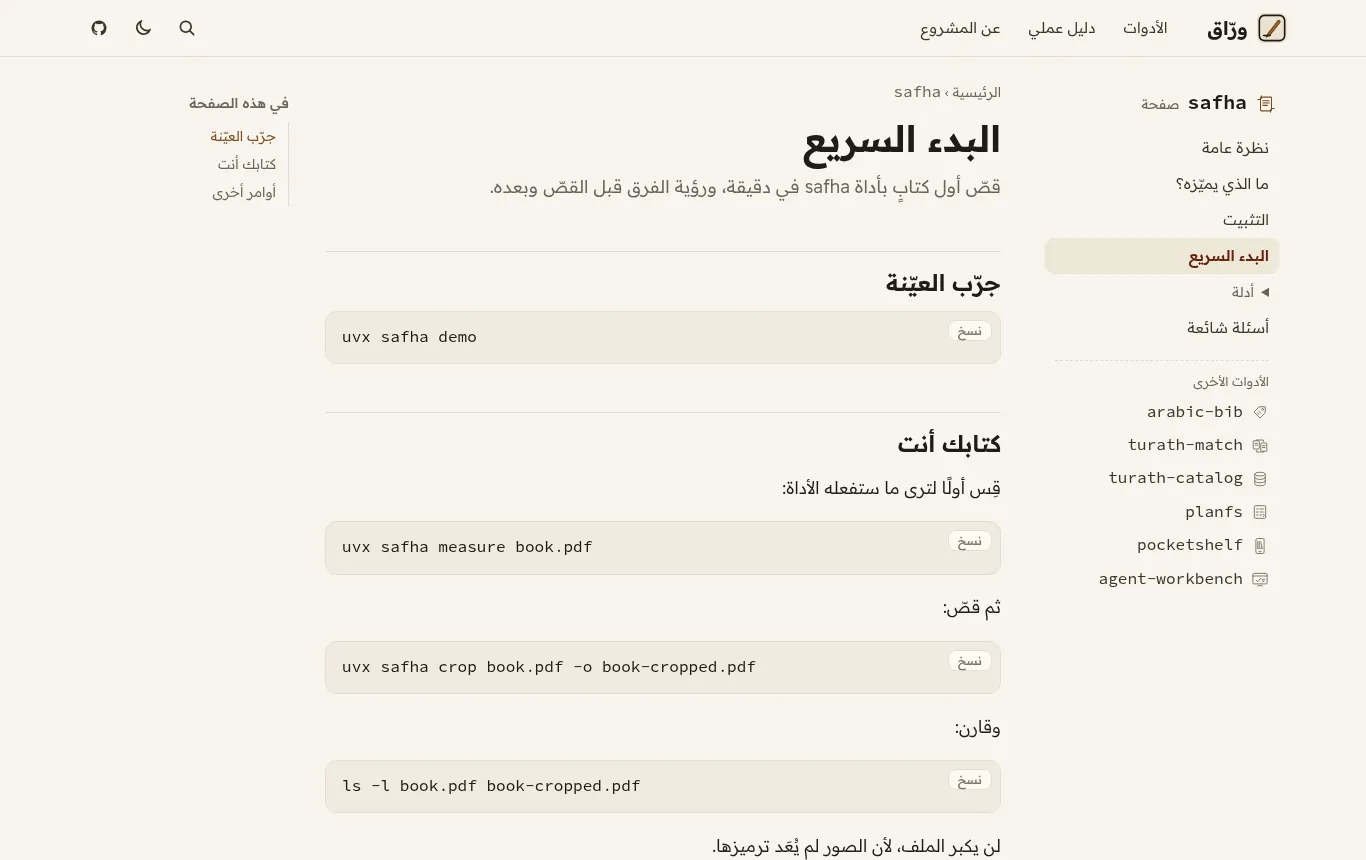 ورّاق
الأدوات
دليل عملي
عن المشروع
safha صفحة
نظرة عامة
ما الذي يميّزه؟
التثبيت
البدء السريع
أدلة
أسئلة شائعة
الأدوات الأخرى
arabic-bib
turath-match
turath-catalog
planfs
pocketshelf
agent-workbench
الرئيسية › safha
البدء السريع
قصّ أول كتابٍ بأداة safha في دقيقة، ورؤية الفرق قبل القصّ وبعده.
جرّب العيّنة
نسخ
uvx safha demo
كتابك أنت
قِس أولًا لترى ما ستفعله الأداة:
نسخ
uvx safha measure book.pdf
ثم قصّ:
نسخ
uvx safha crop book.pdf -o book-cropped.pdf
وقارن:
نسخ
ls -l book.pdf book-cropped.pdf
لن يكبر الملف، لأن الصور لم يُعَد ترميزها.
في هذه الصفحة
جرّب العيّنة
كتابك أنت
أوامر أخرى